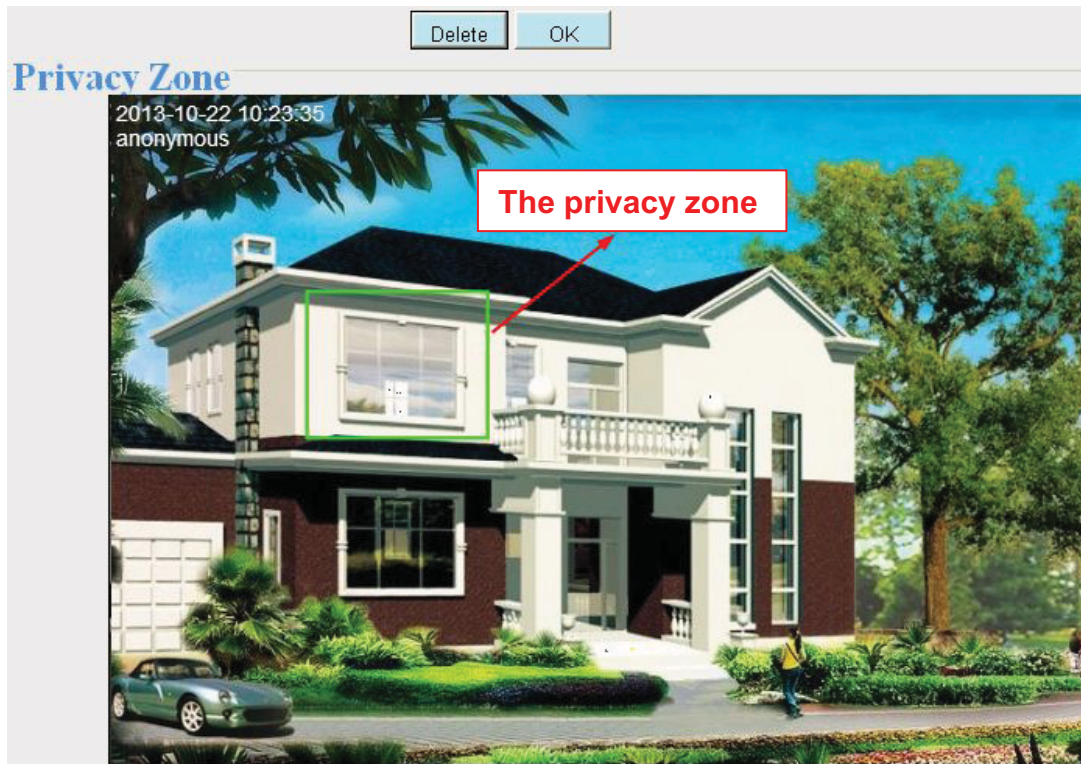 Delete OK
Privacy Zone
2013-10-22 10:23:35
anonymous
The privacy zone